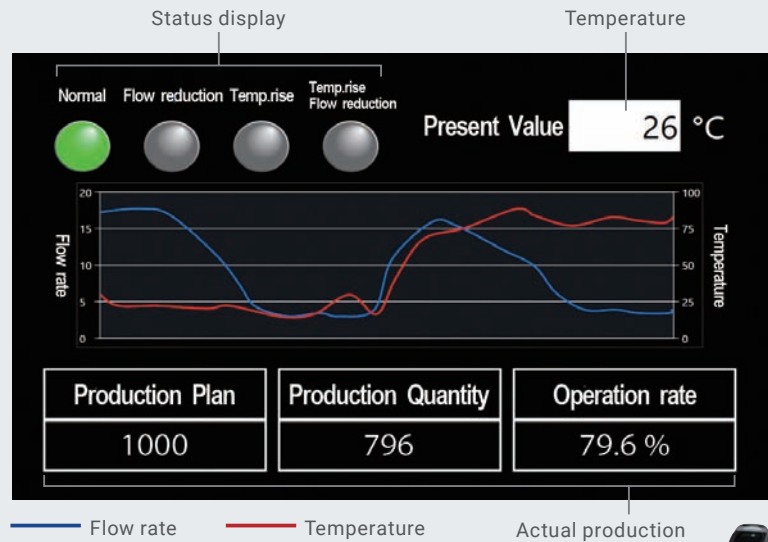 Status display
Temperature
Normal
Flow reduction
Temp.rise
Temp.rise
Flow reduction
Present Value
26 °C
20
15
10
5
0
Flow rate
100
75
50
25
0
Temperature
Production Plan
Production Quantity
Operation rate
1000
796
79.6 %
Flow rate
Temperature
Actual production